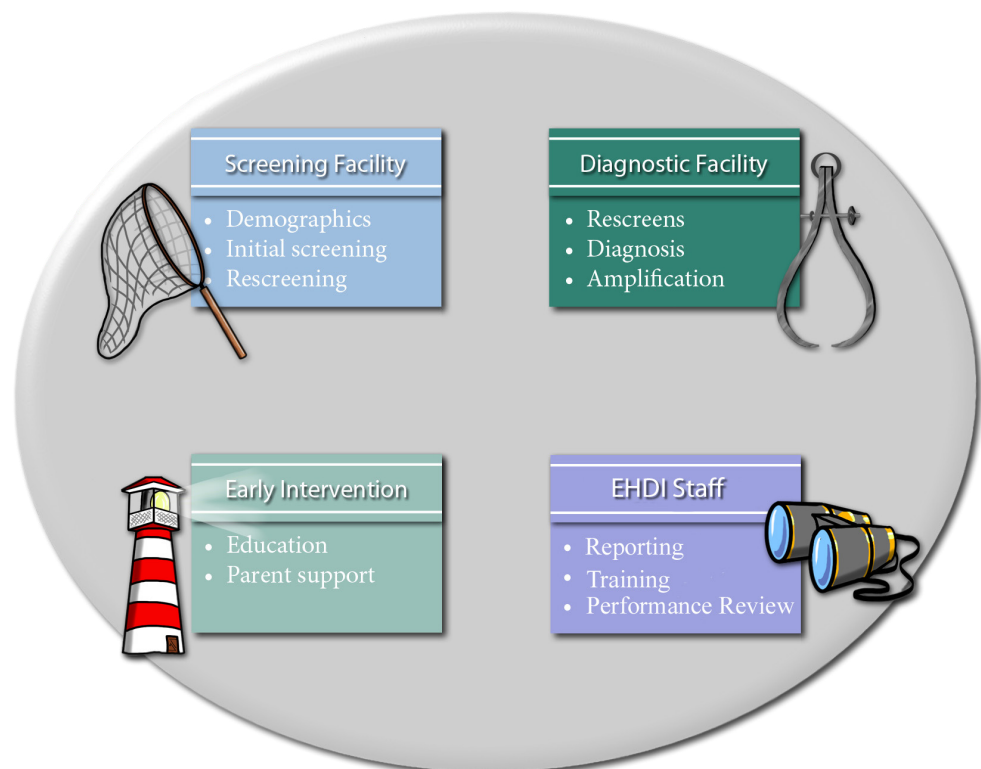 Screening Facility
• Demographics
• Initial screening
• Rescreening
Diagnostic Facility
• Rescreens
• Diagnosis
• Amplification
Early Intervention
• Education
• Parent support
EHDI Staff
• Reporting
• Training
• Performance Review